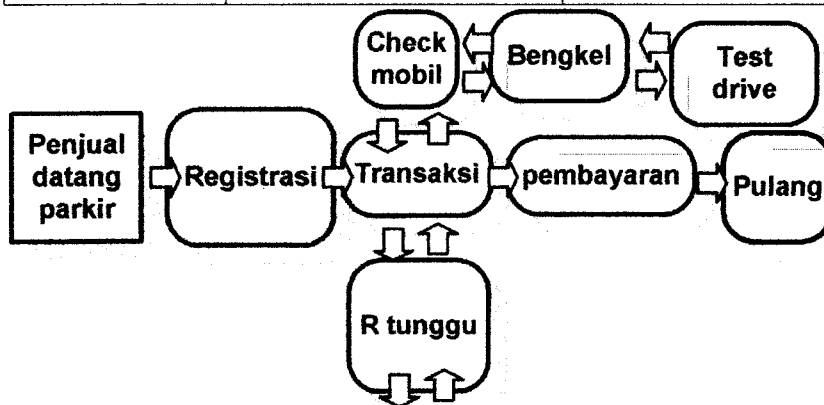 Check
mobil
Bengkel
Test
drive
Penjual
datang
parkir
Registrasi
Transaksi
pembayaran
Pulang
R tunggu